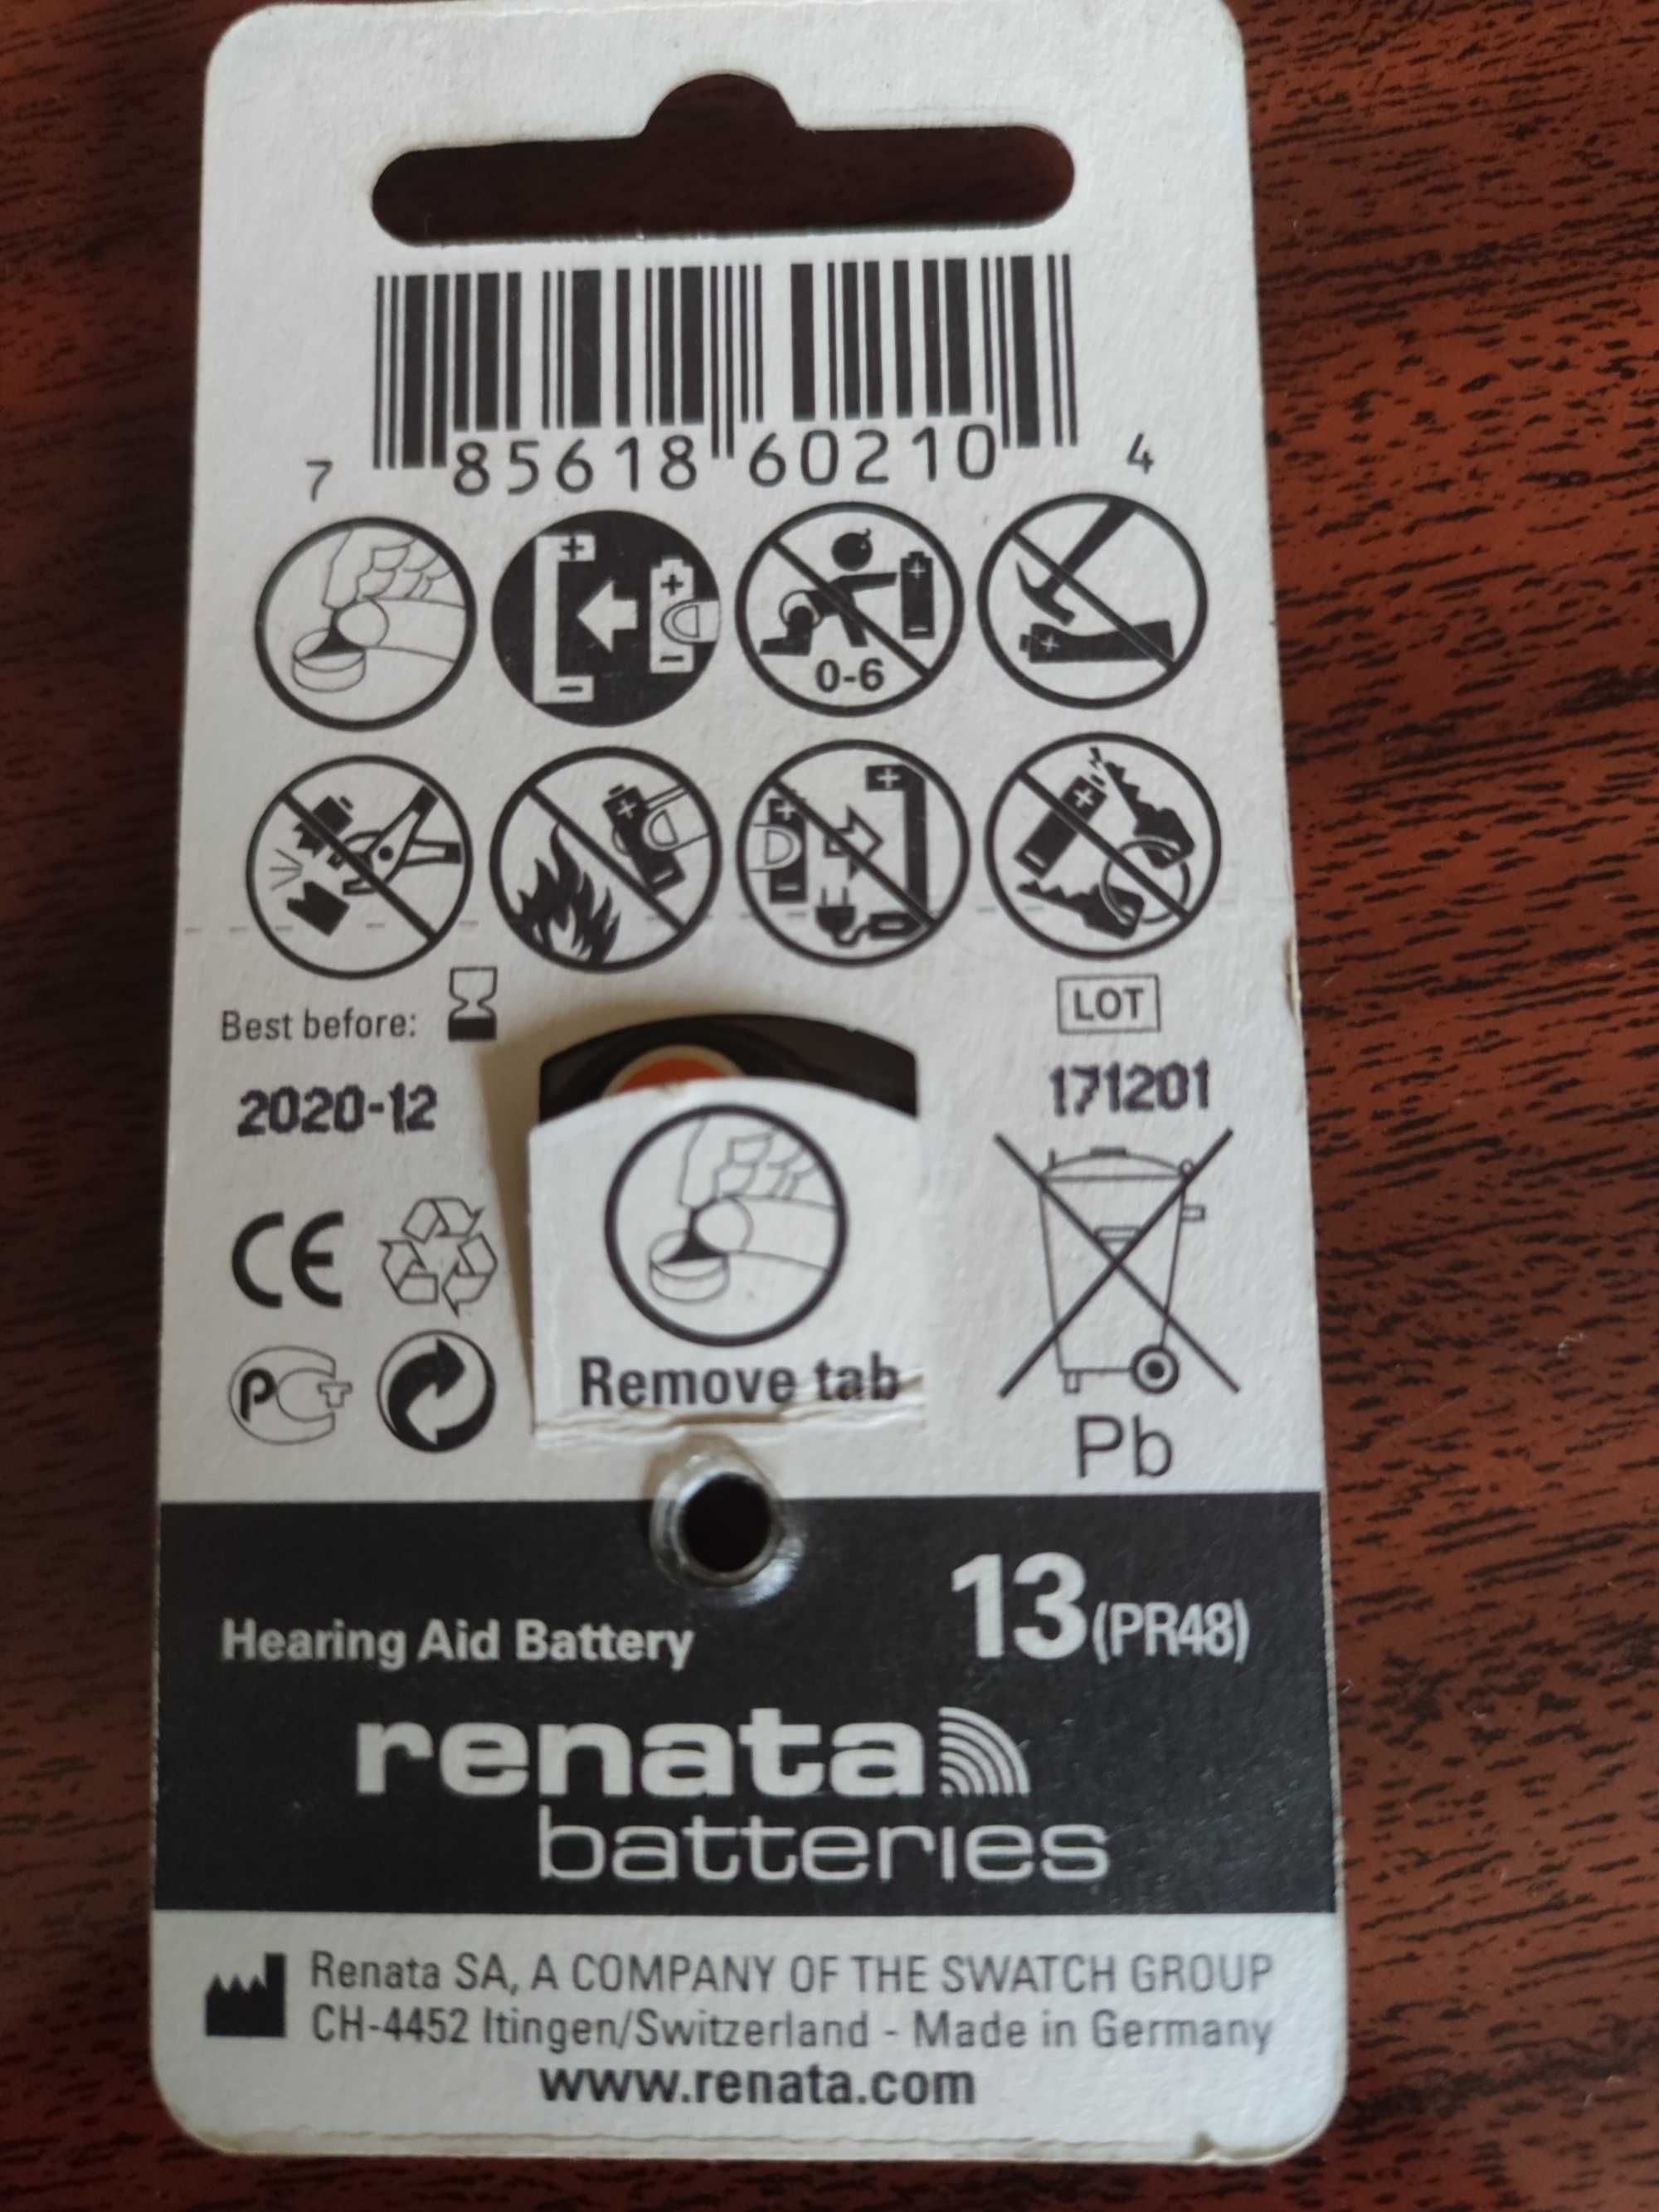 7 85618 60210 4
+ + + +
- -
0-6
+ + + +
- - - -
Best before:
LOT
2020-12
171201
CE
PCT
Remove tab
Pb
Hearing Aid Battery
13 (PR48)
renata
batteries
Renata SA, A COMPANY OF THE SWATCH GROUP
CH-4452 Itingen/Switzerland - Made in Germany
www.renata.com